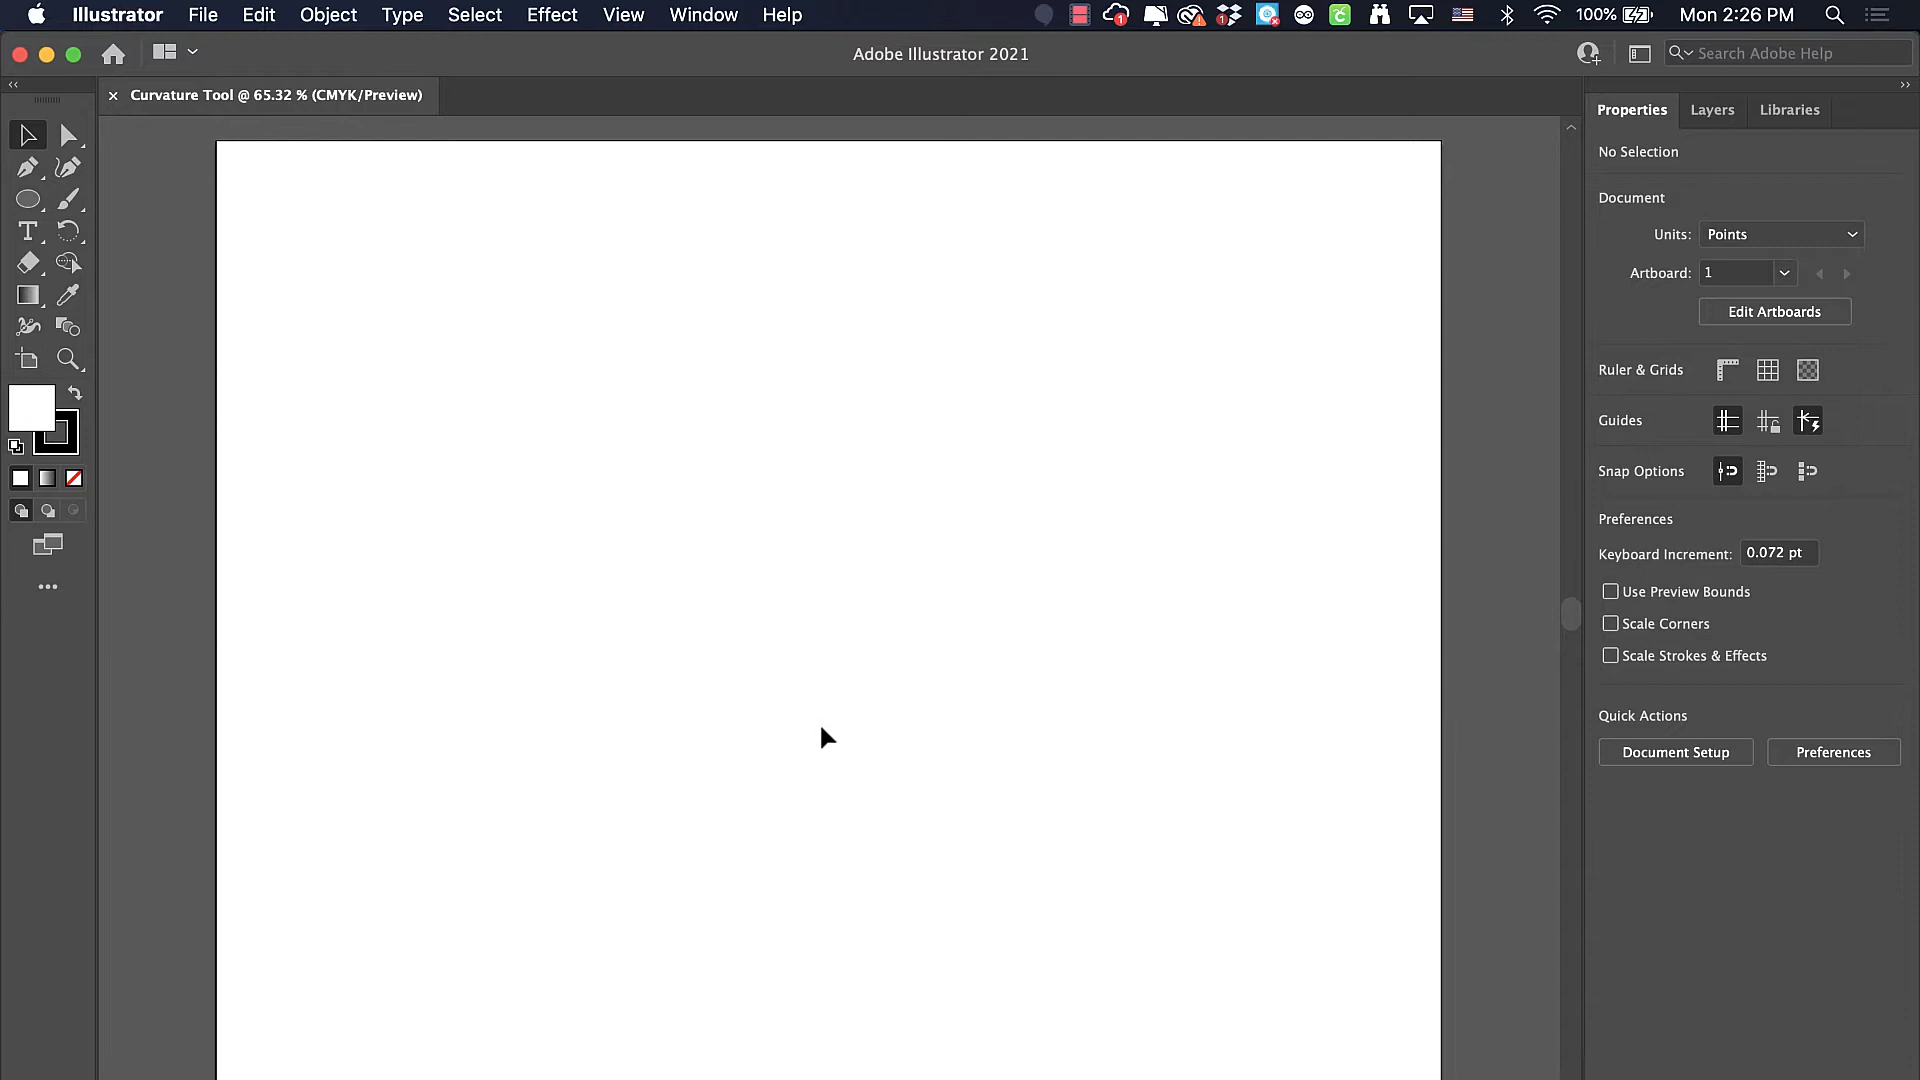 Illustrator File Edit Object Type Select Effect View Window Help 1 1 100% Mon 2:26 PM
Adobe Illustrator 2021 Search Adobe Help
Curvature Tool @ 65.32 % (CMYK/Preview)
Properties Layers Libraries
No Selection
Document
Units: Points
Artboard: 1
Edit Artboards
Ruler & Grids
Guides
Snap Options
Preferences
Keyboard Increment: 0.072 pt
Use Preview Bounds
Scale Corners
Scale Strokes & Effects
Quick Actions
Document Setup Preferences